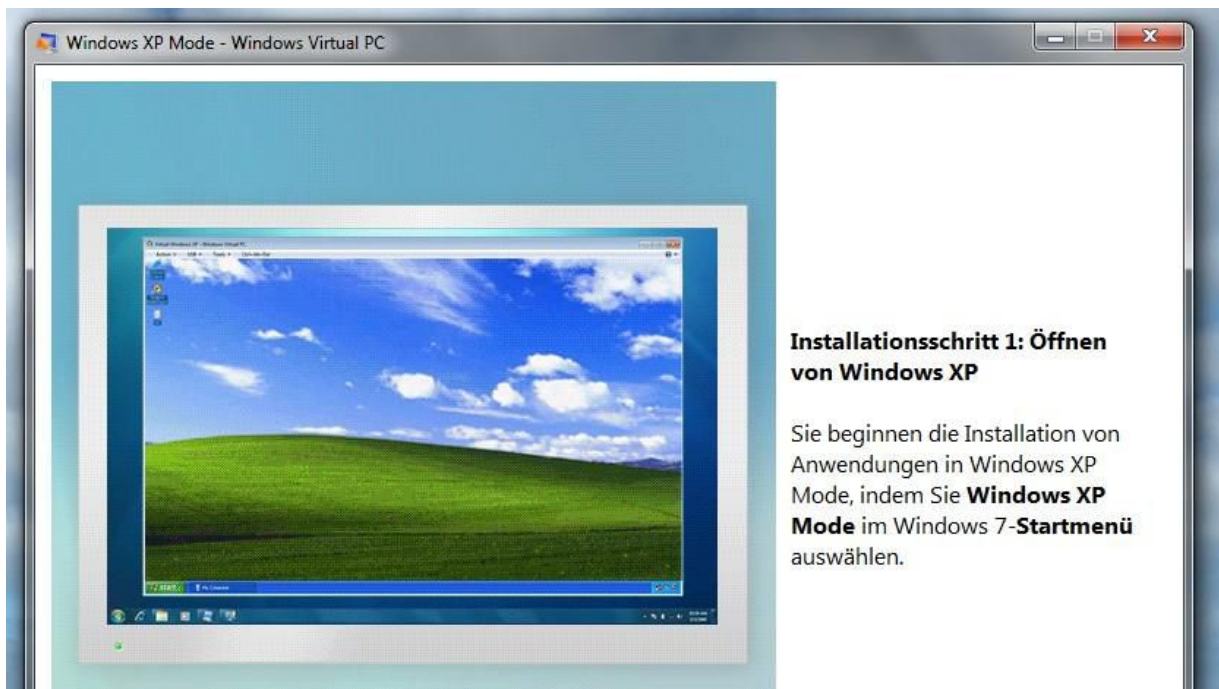 Windows XP Mode - Windows Virtual PC
Installationsschritt 1: Öffnen
von Windows XP
Sie beginnen die Installation von
Anwendungen in Windows XP
Mode, indem Sie Windows XP
Mode im Windows 7-Startmenü
auswählen.